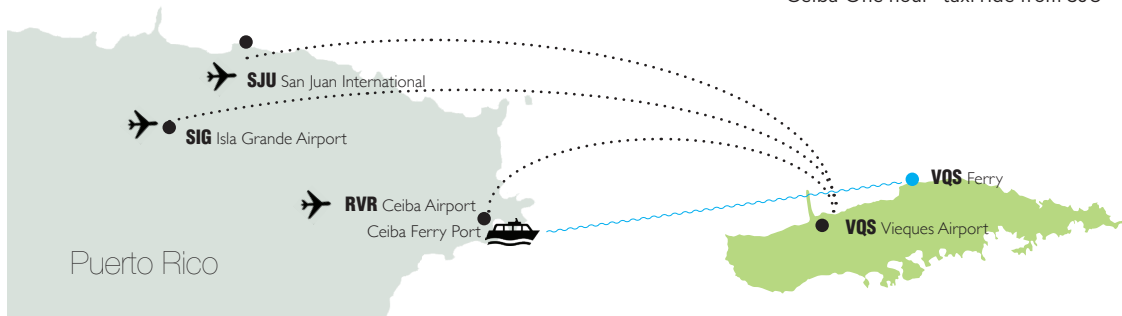 SJU San Juan International
SIG Isla Grande Airport
VQS Ferry
RVR Ceiba Airport
Ceiba Ferry Port
VQS Vieques Airport
Puerto Rico